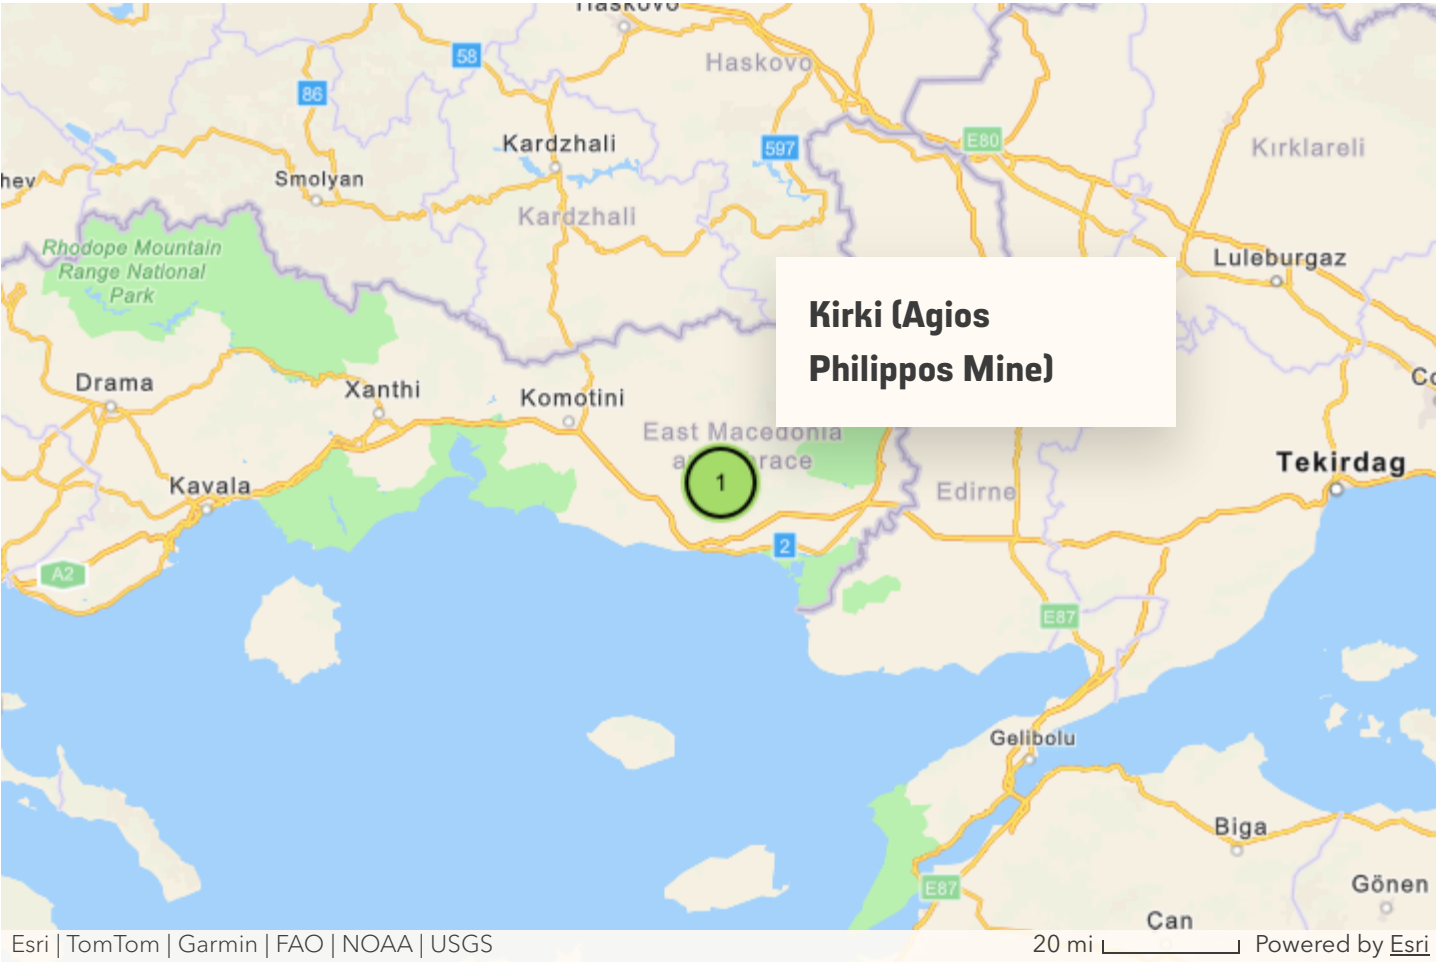 Haskovo
58
Haskovo
86
E80
Kardzhali
597
Kırklareli
hev
Smolyan
Kardzhali
Rhodope Mountain
Range National
Park
Luleburgaz
Kirki (Agios
Philippos Mine)
Drama
Xanthi
Komotini
East Macedonia
Tekirdag
1
Kavala
Edirne
2
A2
E87
Gelibolu
Biga
E87
Gönen
Can
Esri | TomTom | Garmin | FAO | NOAA | USGS
20 mi
Powered by Esri